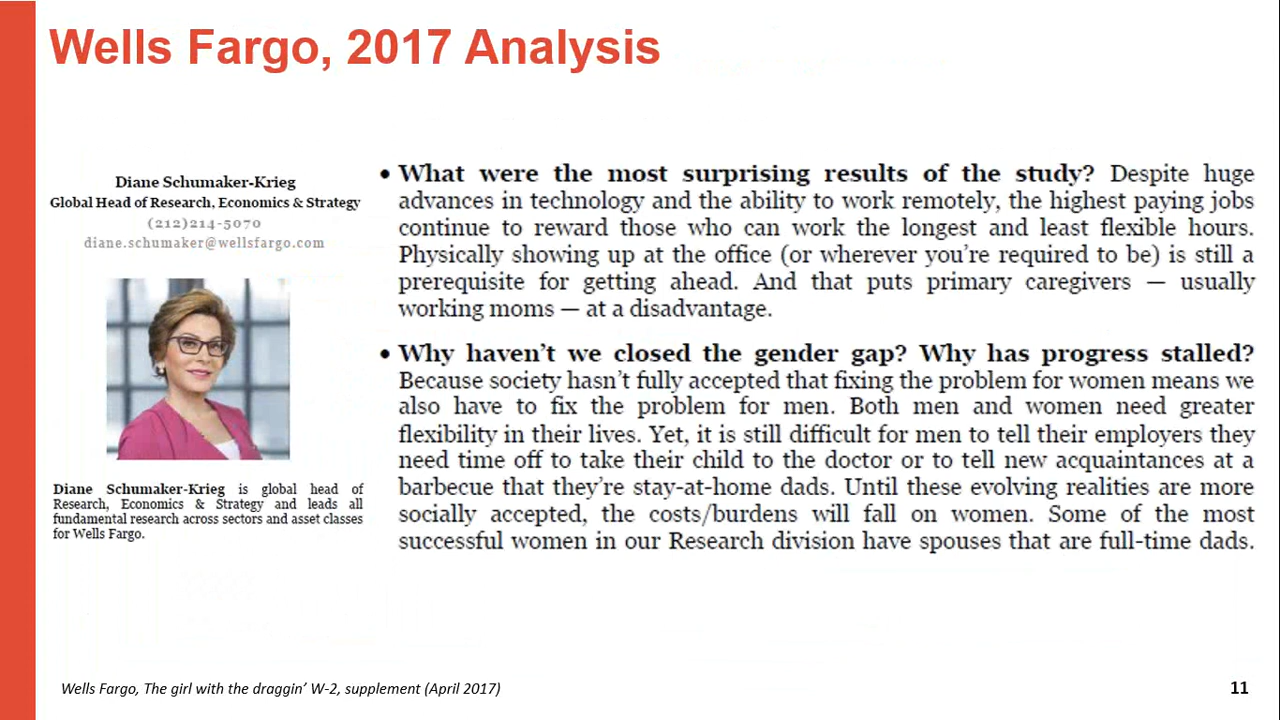 Wells Fargo, 2017 Analysis
Diane Schumaker-Krieg
Global Head of Research, Economics & Strategy
(212)214-5070
diane.schumaker@wellsfargo.com
Diane Schumaker-Krieg is global head of
Research, Economics & Strategy and leads all
fundamental research across sectors and asset classes
for Wells Fargo.
• What were the most surprising results of the study? Despite huge
advances in technology and the ability to work remotely, the highest paying jobs
continue to reward those who can work the longest and least flexible hours.
Physically showing up at the office (or wherever you're required to be) is still a
prerequisite for getting ahead. And that puts primary caregivers — usually
working moms — at a disadvantage.
• Why haven't we closed the gender gap? Why has progress stalled?
Because society hasn't fully accepted that fixing the problem for women means we
also have to fix the problem for men. Both men and women need greater
flexibility in their lives. Yet, it is still difficult for men to tell their employers they
need time off to take their child to the doctor or to tell new acquaintances at a
barbecue that they're stay-at-home dads. Until these evolving realities are more
socially accepted, the costs/burdens will fall on women. Some of the most
successful women in our Research division have spouses that are full-time dads.
Wells Fargo, The girl with the draggin' W-2, supplement (April 2017)
11